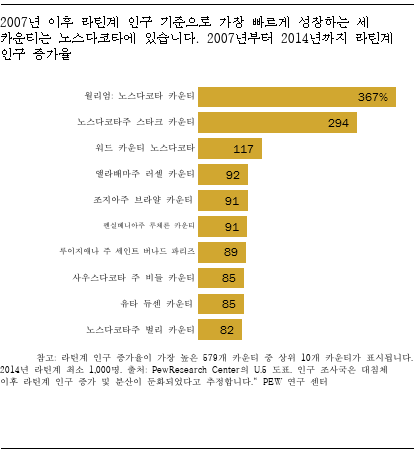 2007년 이후 라틴계 인구 기준으로 가장 빠르게 성장하는 세
카운티는 노스다코타에 있습니다. 2007년부터 2014년까지 라틴계
인구 증가율
윌리엄: 노스다코타 카운티 367%
노스다코타주 스타크 카운티 294
워드 카운티 노스다코타 117
앨라배마주 러셀 카운티 92
조지아주 브라얀 카운티 91
펜실베니아주 루체른 카운티 91
루이지애나 주 세인트 버나드 패리즈 89
사우스다코타 주 비들 카운티 85
유타 듀젠 카운티 85
노스다코타주 밸리 카운티 82
참고: 라틴계 인구 증가율이 가장 높은 579개 카운티 중 상위 10개 카운티가 표시됩니다.
2014년 라틴계 최소 1,000명. 출처: PewResearch Center의 U.S 도표. 인구 조사국은 대침체
이후 라틴계 인구 증가 및 분산이 둔화되었다고 추정합니다." PEW 연구 센터